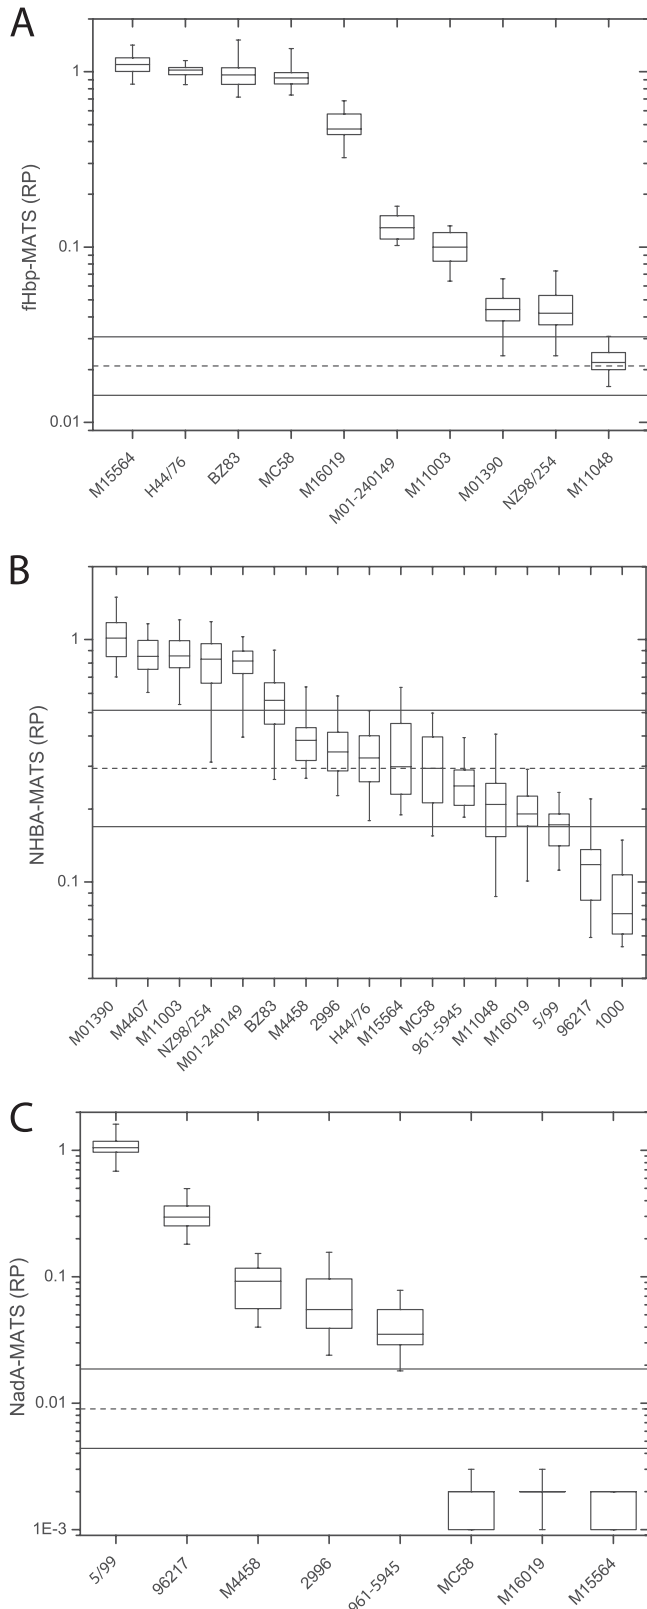 A
fHbp-MATS (RP)
1
0.1
0.01
M15564
H44/76
BZ83
MC58
M16019
M01-240149
M11003
M01390
NZ98/254
M11048
B
NHBA-MATS (RP)
1
0.1
M01390
M4407
M11003
NZ98/254
M01-240149
BZ83
M4458
2996
H44/76
M15564
MC58
961-5945
M11048
M16019
5/99
96217
1000
C
NadA-MATS (RP)
1
0.1
0.01
1E-3
5/99
96217
M4458
2996
961-5945
MC58
M16019
M15564